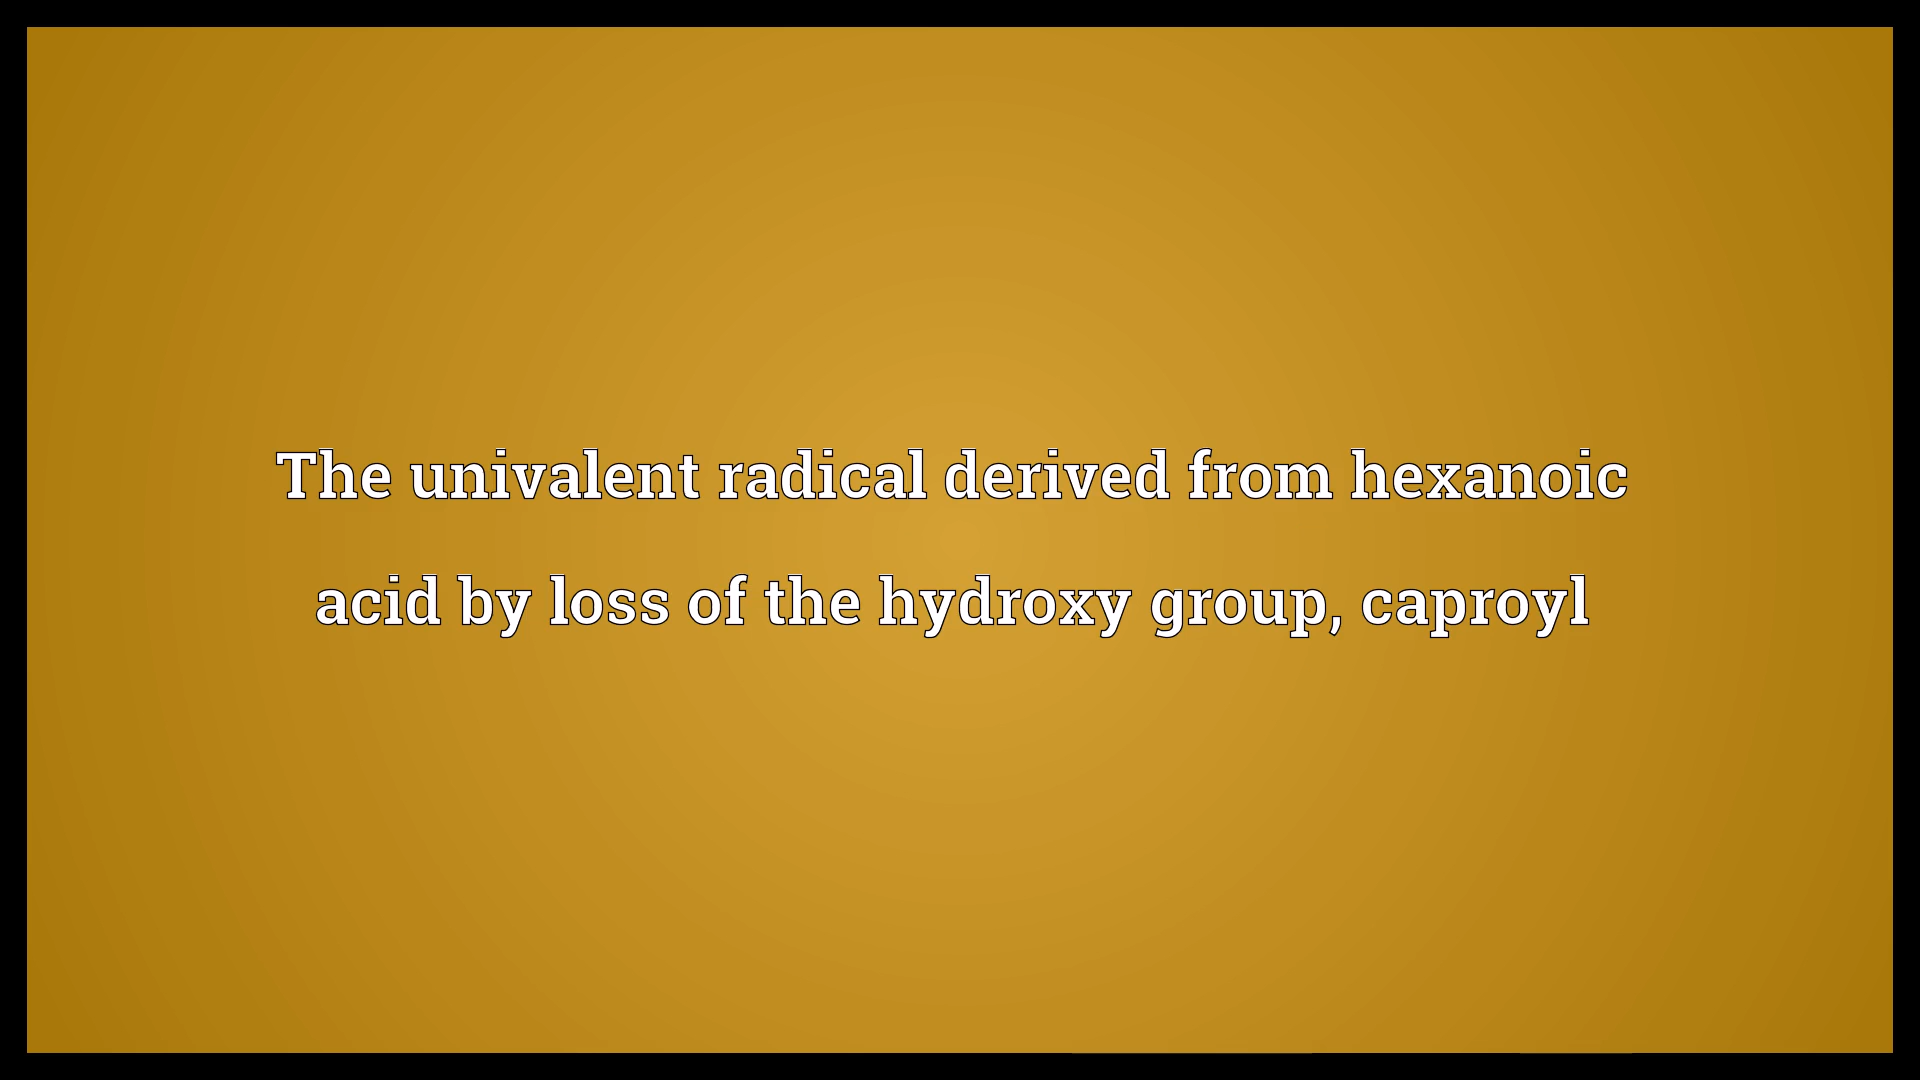 The univalent radical derived from hexanoic
acid by loss of the hydroxy group, caproyl